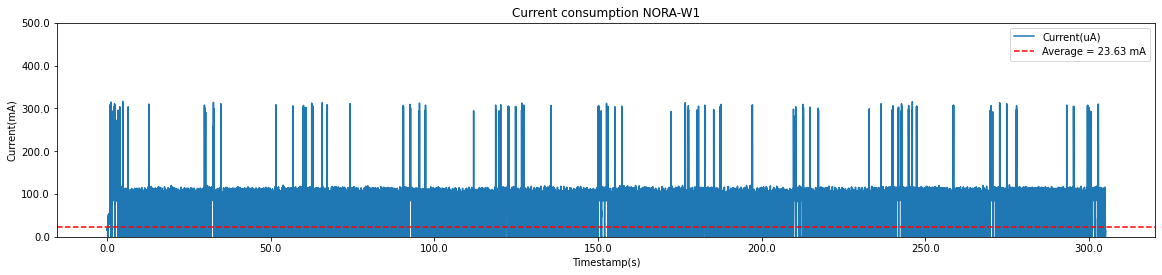 Current consumption NORA-W1
500.0
400.0
300.0
200.0
100.0
0.0
Current(mA)
Current(uA)
Average = 23.63 mA
0.0 50.0 100.0 150.0 200.0 250.0 300.0
Timestamp(s)